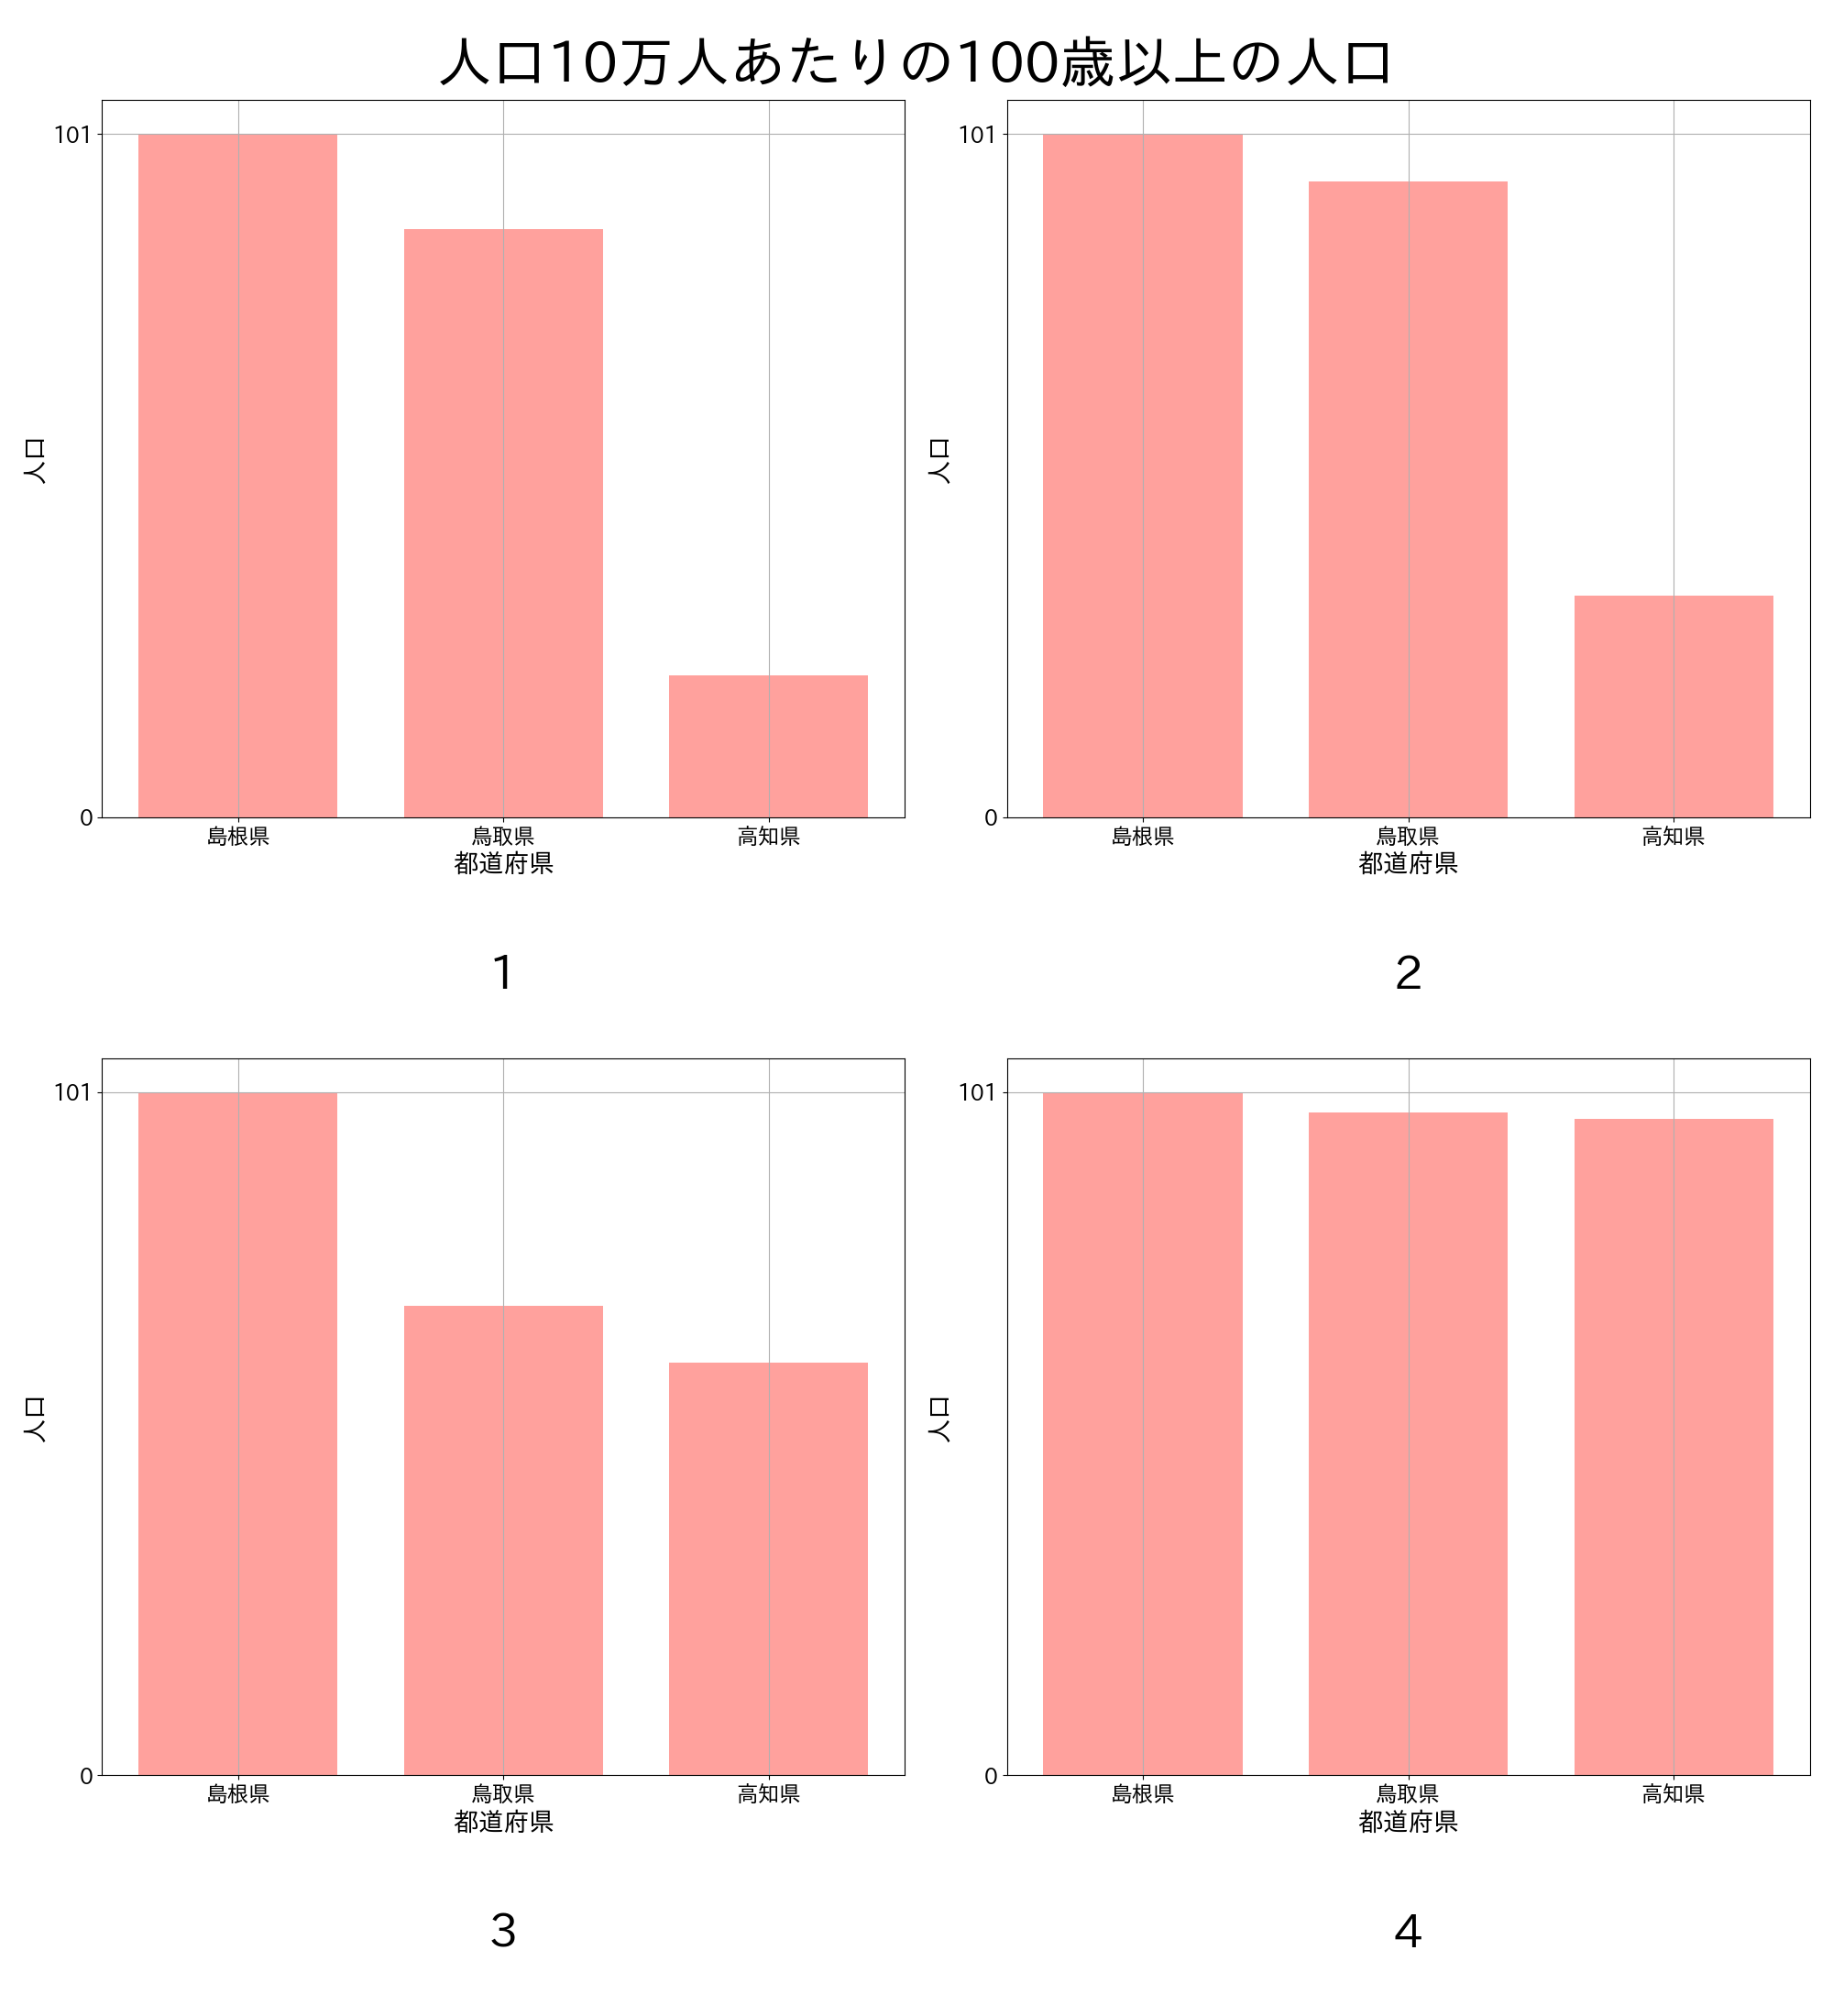 人口10万人あたりの100歳以上の人口
101
0
人口
島根県 鳥取県 高知県
都道府県
1
101
0
人口
島根県 鳥取県 高知県
都道府県
2
101
0
人口
島根県 鳥取県 高知県
都道府県
3
101
0
人口
島根県 鳥取県 高知県
都道府県
4